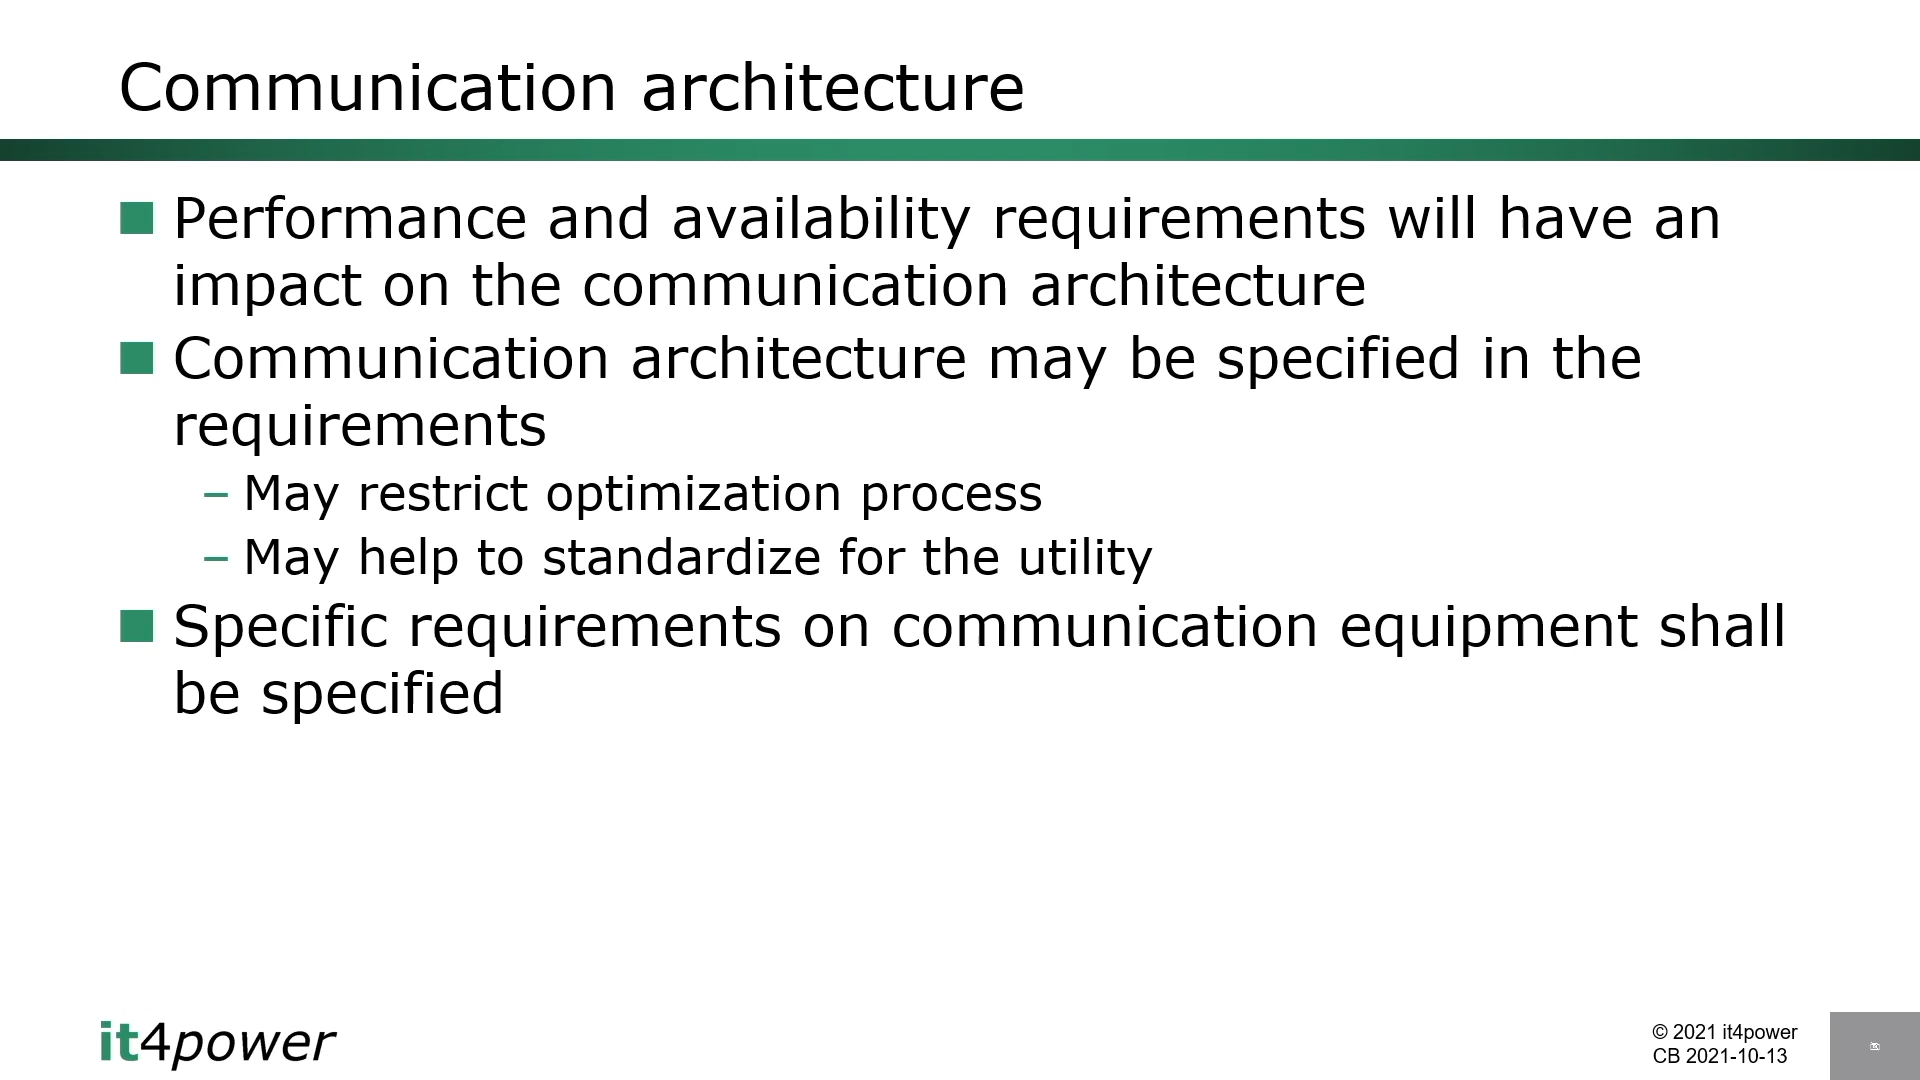 Communication architecture
Performance and availability requirements will have an
impact on the communication architecture
Communication architecture may be specified in the
requirements
– May restrict optimization process
– May help to standardize for the utility
Specific requirements on communication equipment shall
be specified
it4power
© 2021 it4power
CB 2021-10-13